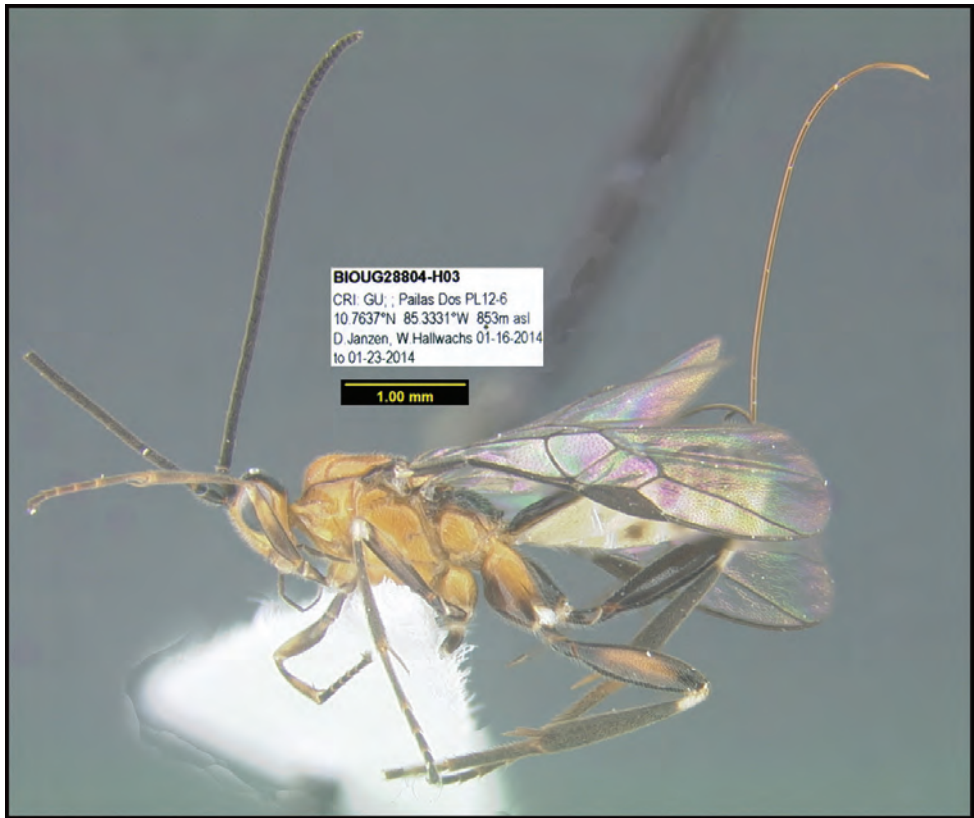 BIOUG28804-H03
CRI: GU; ; Pailas Dos PL12-6
10.7637°N 85.3331°W 853m asl
D.Janzen, W.Hallwachs 01-16-2014
to 01-23-2014
1.00 mm